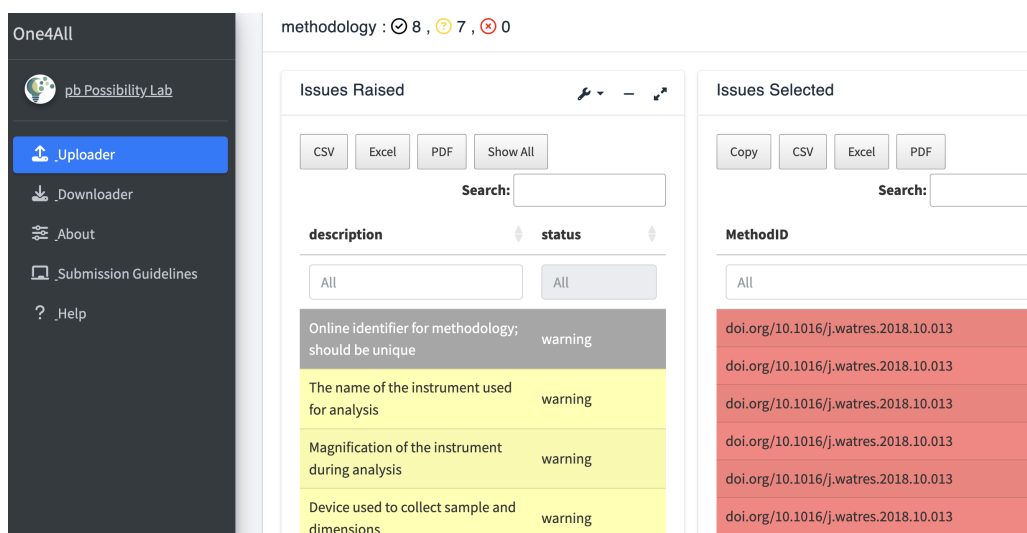 One4All
pb Possibility Lab
Uploader
Downloader
About
Submission Guidelines
Help
methodology : 8 , 7 , 0
Issues Raised
CSV Excel PDF Show All
Search:
description status
All All
Online identifier for methodology; should be unique warning
The name of the instrument used for analysis warning
Magnification of the instrument during analysis warning
Device used to collect sample and dimensions warning
Issues Selected
Copy CSV Excel PDF
Search:
MethodID
All
doi.org/10.1016/j.watres.2018.10.013
doi.org/10.1016/j.watres.2018.10.013
doi.org/10.1016/j.watres.2018.10.013
doi.org/10.1016/j.watres.2018.10.013
doi.org/10.1016/j.watres.2018.10.013
doi.org/10.1016/j.watres.2018.10.013